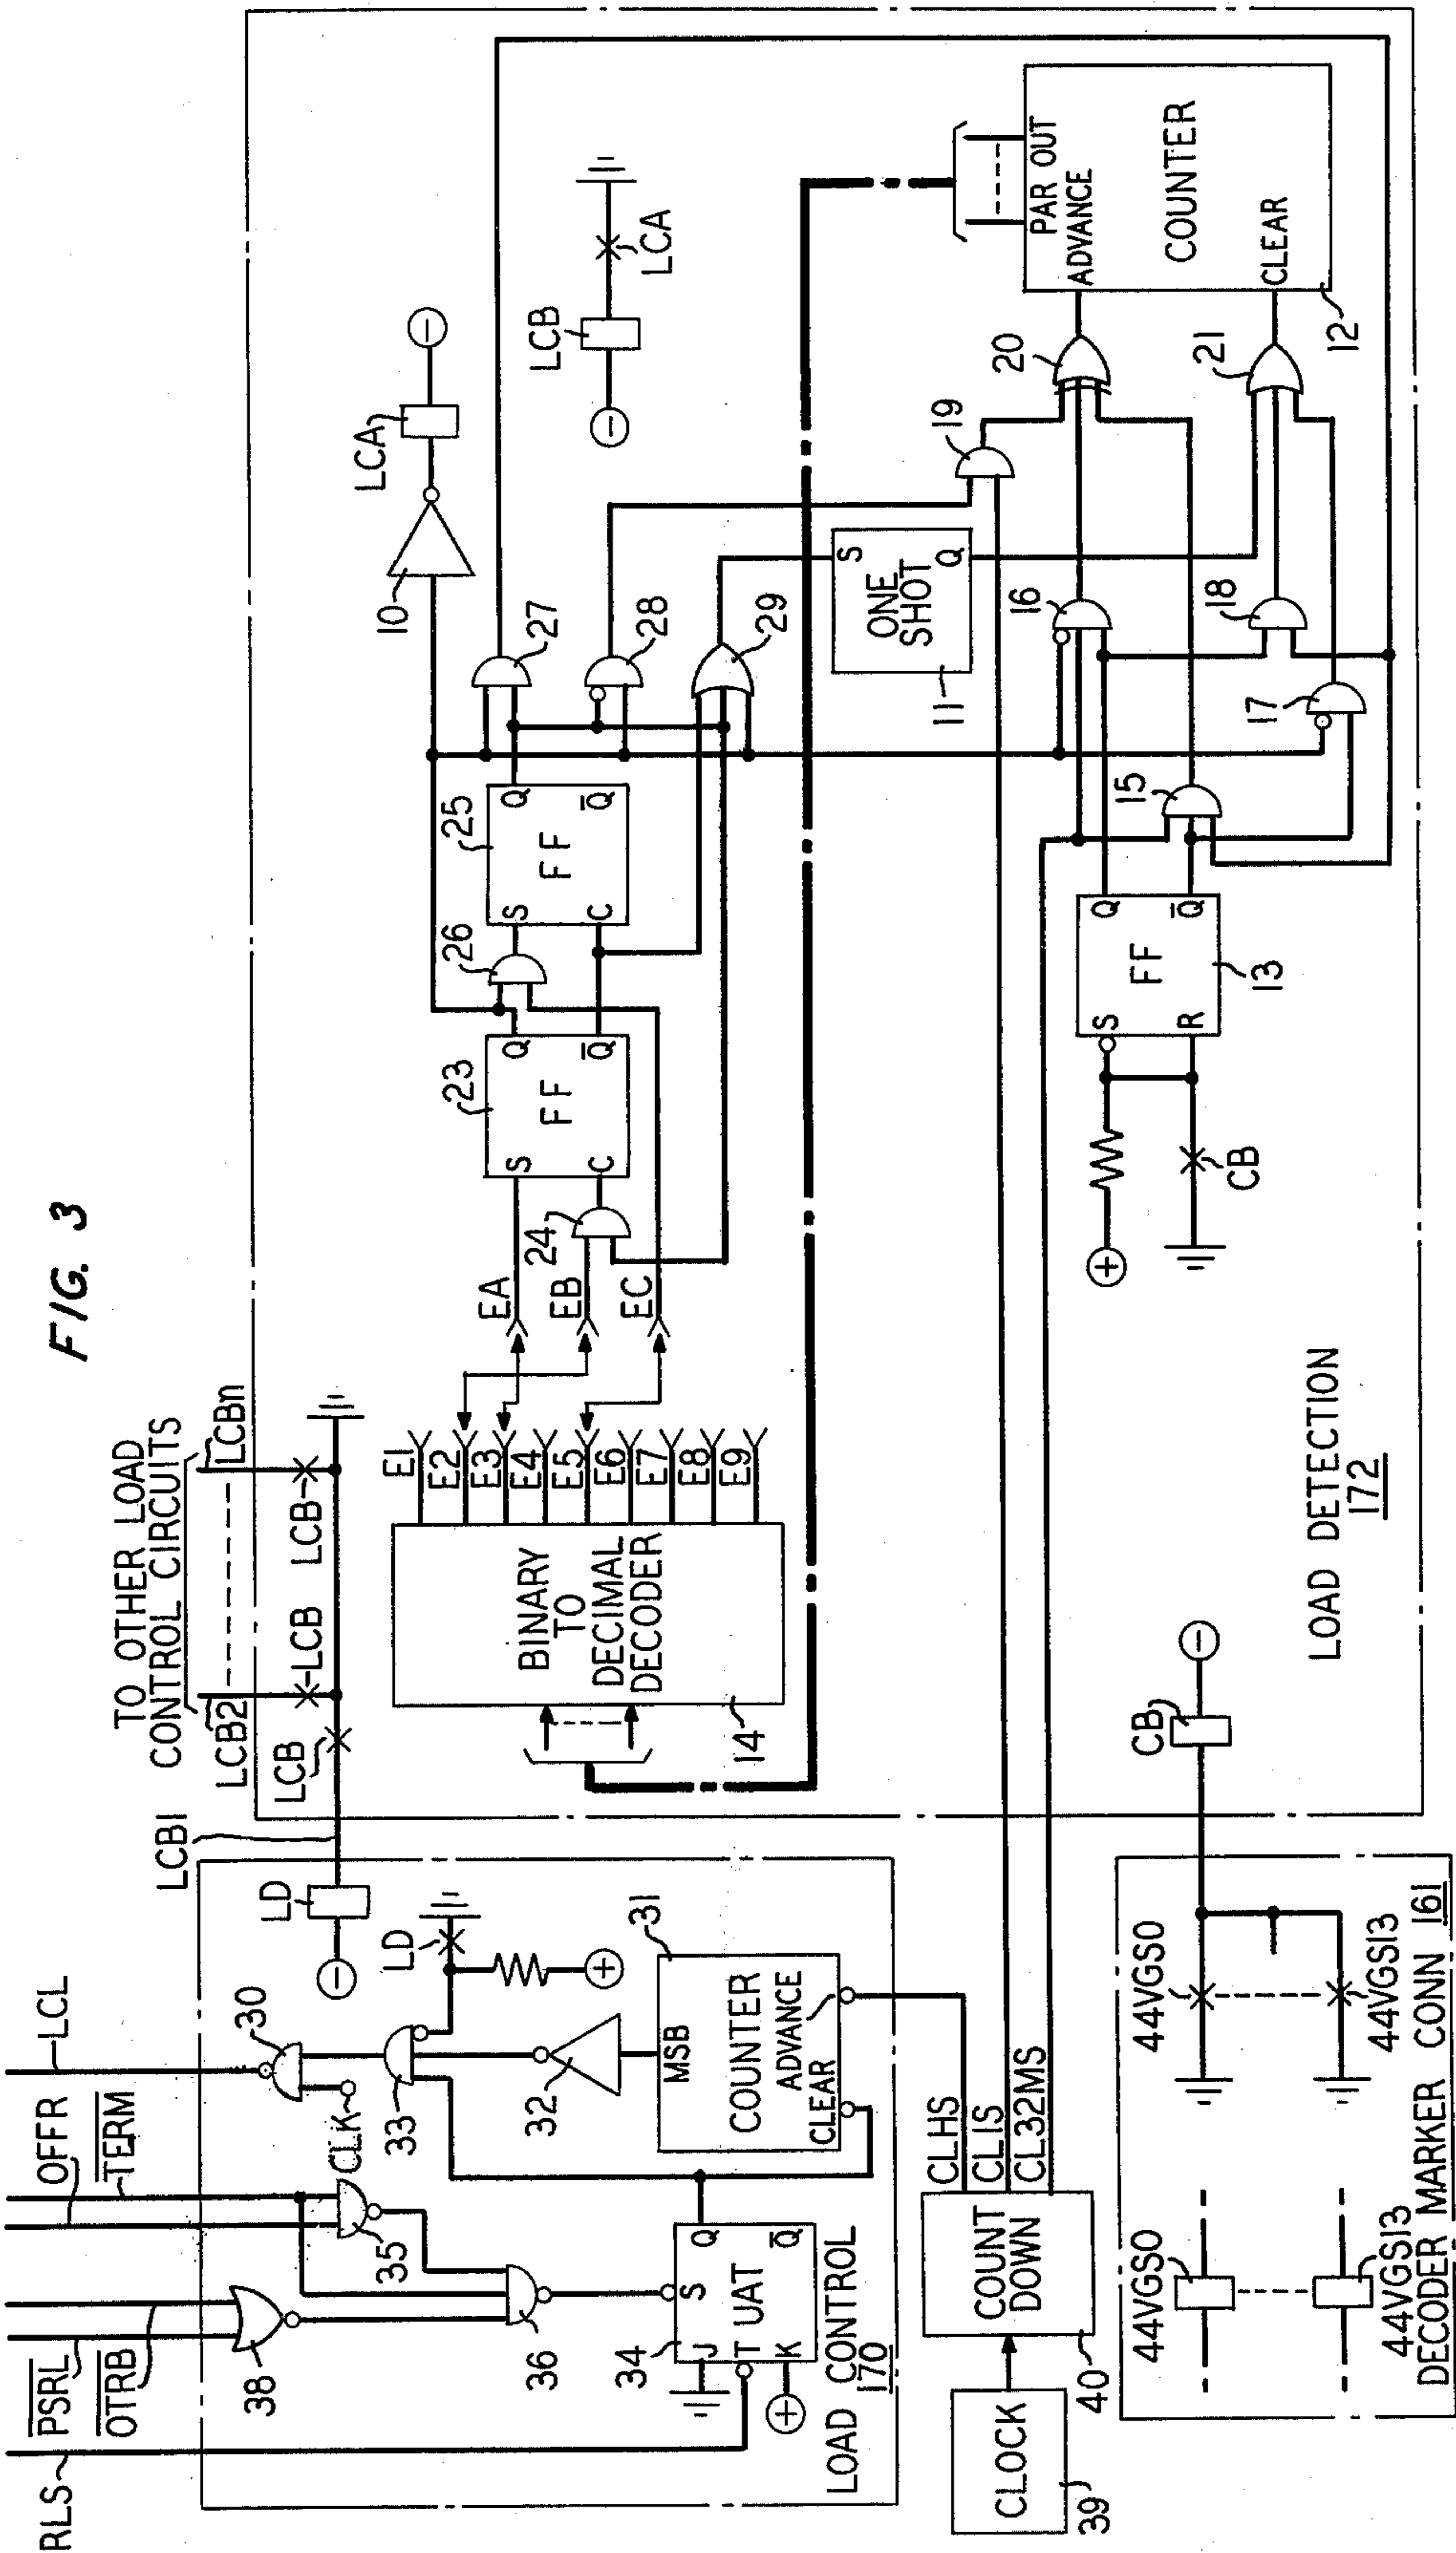 FIG. 3
TO OTHER LOAD
CONTROL CIRCUITS
LCBn
LCB2
LCB
LCB
LCB
LCB1
LD
LD
LCL
OFFR
TERM
PSRL
OTRB
RLS
30
CLK
33
32
31
MSB
COUNTER
ADVANCE
CLEAR
35
38
36
34
S
J
T
K
UAT
Q
Q̅
LOAD CONTROL
170
CLHS
CL1S
CL32MS
COUNT
DOWN
40
CLOCK
39
44VGS0
44VGS13
44VGS0
44VGS13
DECODER MARKER CONN 161
CB
LOAD DETECTION
172
BINARY
TO
DECIMAL
DECODER
14
E1
E2
E3
E4
E5
E6
E7
E8
E9
EA
EB
EC
24
23
S
C
FF
Q
Q̅
26
25
S
C
FF
Q
Q̅
27
28
29
10
LCA
LCB
LCA
ONE
SHOT
S
Q
11
CB
S
R
FF
Q
Q̅
13
15
16
17
18
19
20
21
PAR OUT
ADVANCE
COUNTER
CLEAR
12